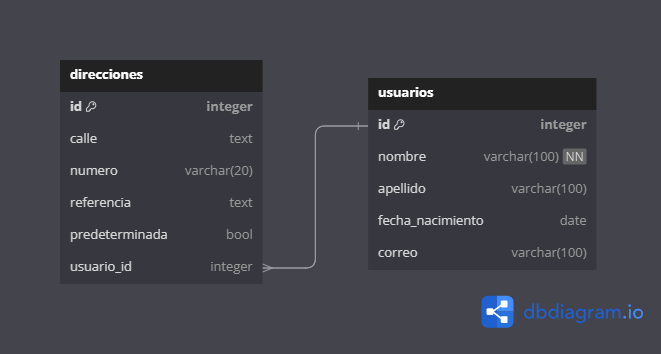 direcciones
id integer
calle text
numero varchar(20)
referencia text
predeterminada bool
usuario_id integer
usuarios
id integer
nombre varchar(100) NN
apellido varchar(100)
fecha_nacimiento date
correo varchar(100)
dbdiagram.io